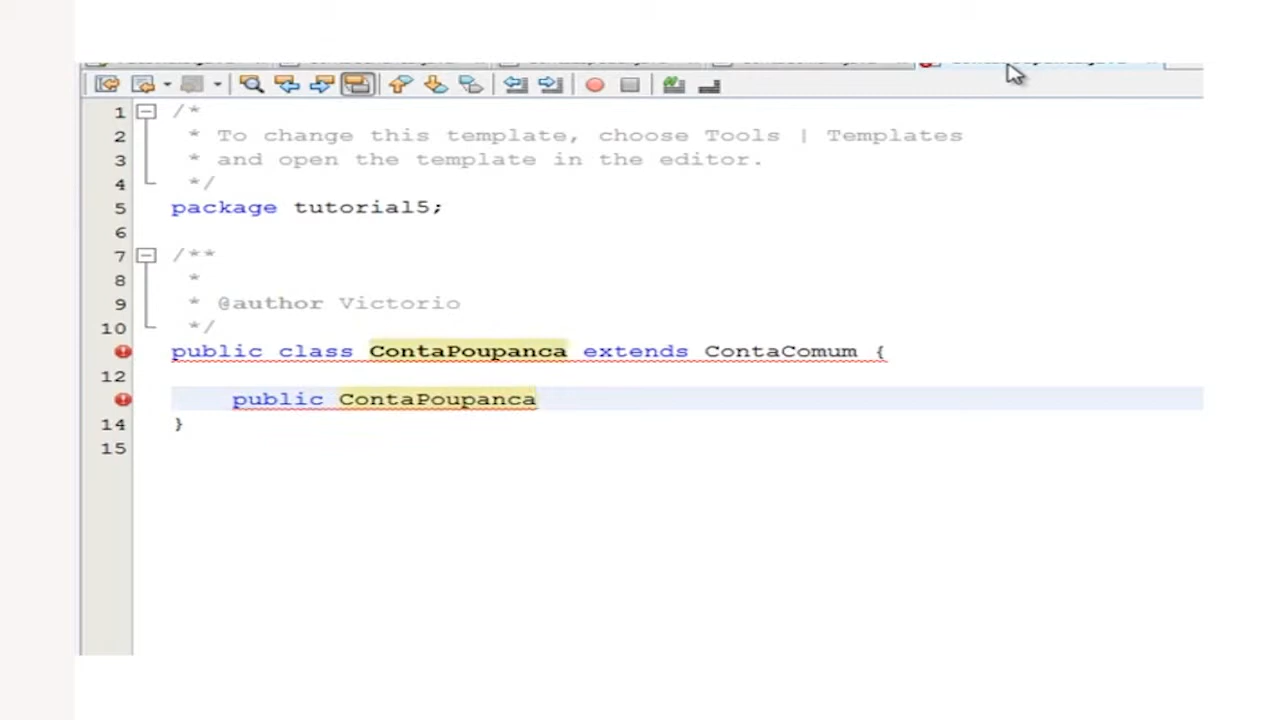 1 /*
2 * To change this template, choose Tools | Templates
3 * and open the template in the editor.
4 */
5 package tutorial5;
6
7 /**
8 *
9 * @author Victorio
10 */
public class ContaPoupanca extends ContaComum {
12
public ContaPoupanca
14 }
15